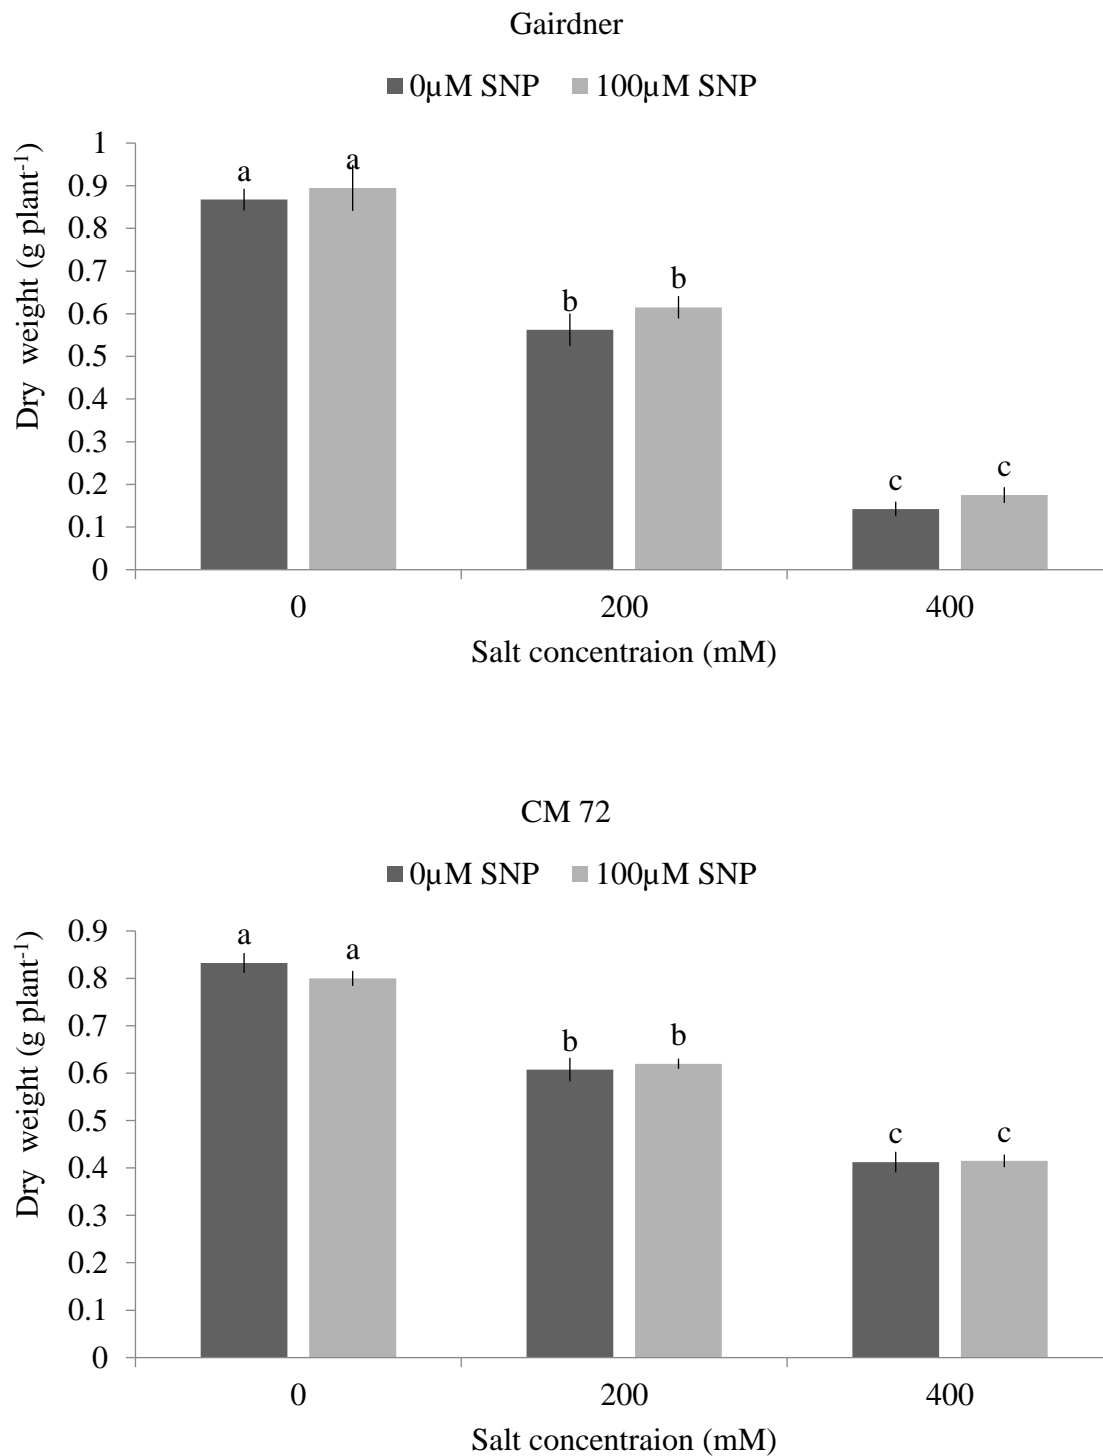 Gairdner
0µM SNP 100µM SNP
Dry weight (g plant-1)
1
0.9
0.8
0.7
0.6
0.5
0.4
0.3
0.2
0.1
0
a a
b b
c c
0 200 400
Salt concentraion (mM)
CM 72
0µM SNP 100µM SNP
Dry weight (g plant-1)
0.9
0.8
0.7
0.6
0.5
0.4
0.3
0.2
0.1
0
a a
b b
c c
0 200 400
Salt concentraion (mM)